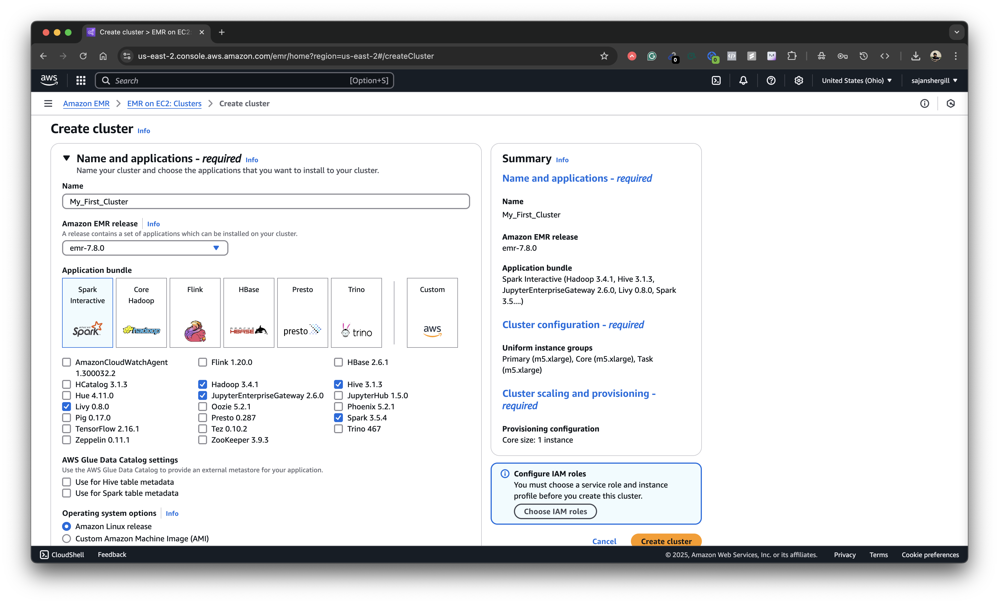 Create cluster > EMR on EC2:
us-east-2.console.aws.amazon.com/emr/home?region=us-east-2#/createCluster
0
0
aws
Search
[Option+S]
United States (Ohio)
sajanshergill
Amazon EMR
EMR on EC2: Clusters
Create cluster
Create cluster
Info
Name and applications - required
Info
Name your cluster and choose the applications that you want to install to your cluster.
Name
My_First_Cluster
Amazon EMR release
Info
A release contains a set of applications which can be installed on your cluster.
emr-7.8.0
Application bundle
Spark
Interactive
APACHE
Spark
Core
Hadoop
hadoop
Flink
HBase
APACHE
HBASE
Presto
presto
Trino
trino
Custom
aws
AmazonCloudWatchAgent
1.300032.2
Flink 1.20.0
HBase 2.6.1
HCatalog 3.1.3
Hadoop 3.4.1
Hive 3.1.3
Hue 4.11.0
JupyterEnterpriseGateway 2.6.0
JupyterHub 1.5.0
Livy 0.8.0
Oozie 5.2.1
Phoenix 5.2.1
Pig 0.17.0
Presto 0.287
Spark 3.5.4
TensorFlow 2.16.1
Tez 0.10.2
Trino 467
Zeppelin 0.11.1
ZooKeeper 3.9.3
AWS Glue Data Catalog settings
Use the AWS Glue Data Catalog to provide an external metastore for your application.
Use for Hive table metadata
Use for Spark table metadata
Operating system options
Info
Amazon Linux release
Custom Amazon Machine Image (AMI)
Summary
Info
Name and applications - required
Name
My_First_Cluster
Amazon EMR release
emr-7.8.0
Application bundle
Spark Interactive (Hadoop 3.4.1, Hive 3.1.3,
JupyterEnterpriseGateway 2.6.0, Livy 0.8.0, Spark
3.5....)
Cluster configuration - required
Uniform instance groups
Primary (m5.xlarge), Core (m5.xlarge), Task
(m5.xlarge)
Cluster scaling and provisioning -
required
Provisioning configuration
Core size: 1 instance
Configure IAM roles
You must choose a service role and instance
profile before you create this cluster.
Choose IAM roles
Cancel
Create cluster
CloudShell
Feedback
© 2025, Amazon Web Services, Inc. or its affiliates.
Privacy
Terms
Cookie preferences